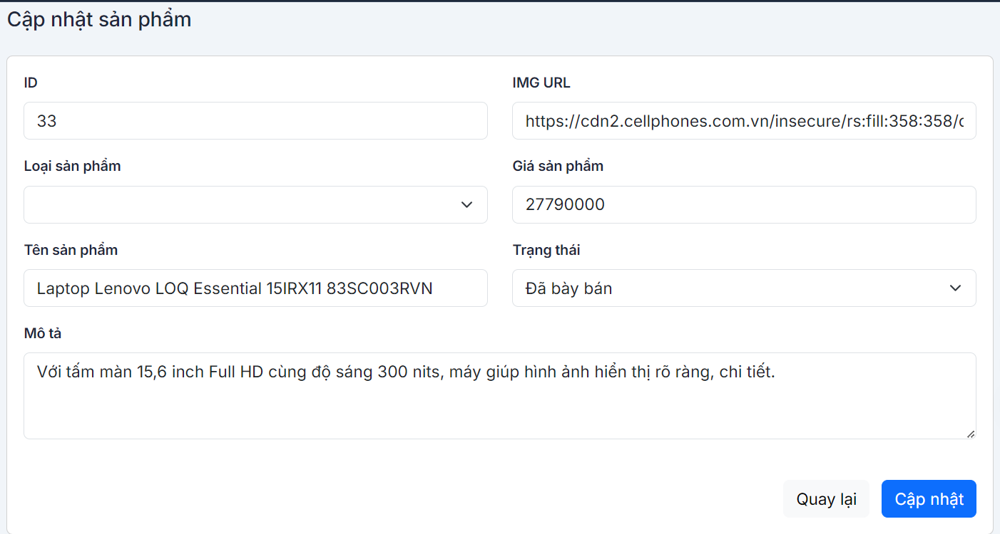 Cập nhật sản phẩm
ID
IMG URL
33
https://cdn2.cellphones.com.vn/insecure/rs:fill:358:358/
Loại sản phẩm
Giá sản phẩm
27790000
Tên sản phẩm
Trạng thái
Laptop Lenovo LOQ Essential 15IRX11 83SC003RVN
Đã bày bán
Mô tả
Với tấm màn 15,6 inch Full HD cùng độ sáng 300 nits, máy giúp hình ảnh hiển thị rõ ràng, chi tiết.
Quay lại
Cập nhật